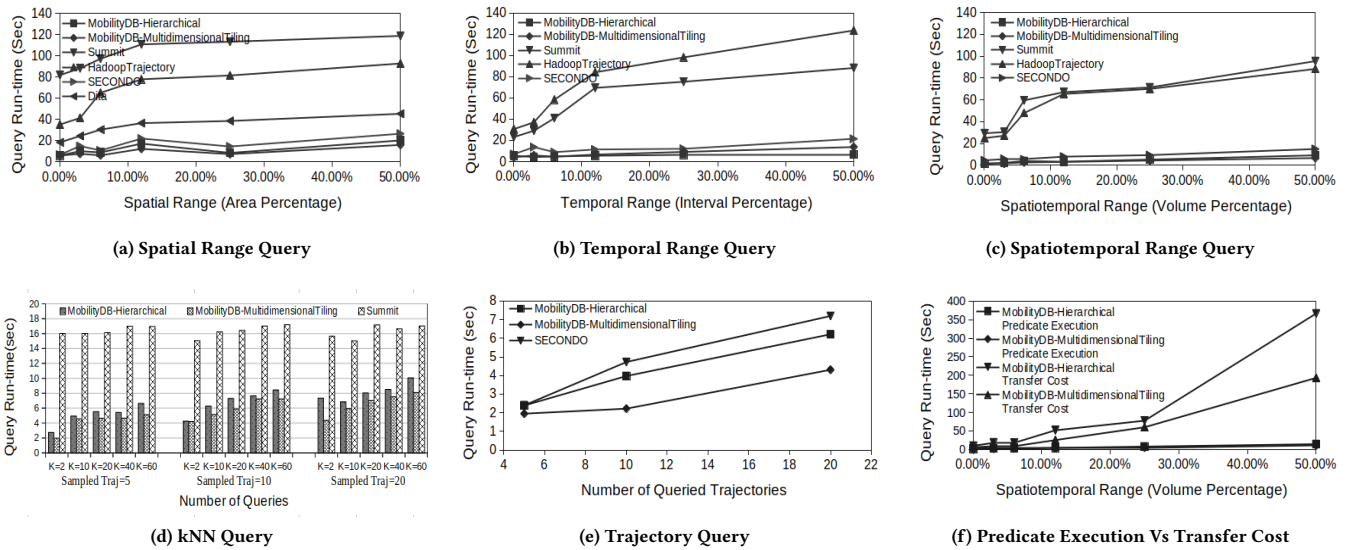 140
120
100
80
60
40
20
0
Query Run-time (Sec)
MobilityDB-Hierarchical
MobilityDB-MultidimensionalTiling
Summit
HadoopTrajectory
SECONDO
Dita
0.00% 10.00% 20.00% 30.00% 40.00% 50.00%
Spatial Range (Area Percentage)
(a) Spatial Range Query
140
120
100
80
60
40
20
0
Query Run-time (Sec)
MobilityDB-Hierarchical
MobilityDB-MultidimensionalTiling
Summit
HadoopTrajectory
SECONDO
0.00% 10.00% 20.00% 30.00% 40.00% 50.00%
Temporal Range (Interval Percentage)
(b) Temporal Range Query
140
120
100
80
60
40
20
0
Query Run-time (Sec)
MobilityDB-Hierarchical
MobilityDB-MultidimensionalTiling
Summit
HadoopTrajectory
SECONDO
0.00% 10.00% 20.00% 30.00% 40.00% 50.00%
Spatiotemporal Range (Volume Percentage)
(c) Spatiotemporal Range Query
20
18
16
14
12
10
8
6
4
2
0
Query Run-time(sec)
MobilityDB-Hierarchical MobilityDB-MultidimensionalTiling Summit
K=2 K=10 K=20 K=40 K=60 K=2 K=10 K=20 K=40 K=60 K=2 K=10 K=20 K=40 K=60
Sampled Traj=5 Sampled Traj=10 Sampled Traj=20
Number of Queries
(d) kNN Query
8
7
6
5
4
3
2
1
0
Query Run-time (Sec)
MobilityDB-Hierarchical
MobilityDB-MultidimensionalTiling
SECONDO
4 6 8 10 12 14 16 18 20 22
Number of Queried Trajectories
(e) Trajectory Query
400
350
300
250
200
150
100
50
0
Query Run-time (Sec)
MobilityDB-Hierarchical
Predicate Execution
MobilityDB-MultidimensionalTiling
Predicate Execution
MobilityDB-Hierarchical
Transfer Cost
MobilityDB-MultidimensionalTiling
Transfer Cost
0.00% 10.00% 20.00% 30.00% 40.00% 50.00%
Spatiotemporal Range (Volume Percentage)
(f) Predicate Execution Vs Transfer Cost